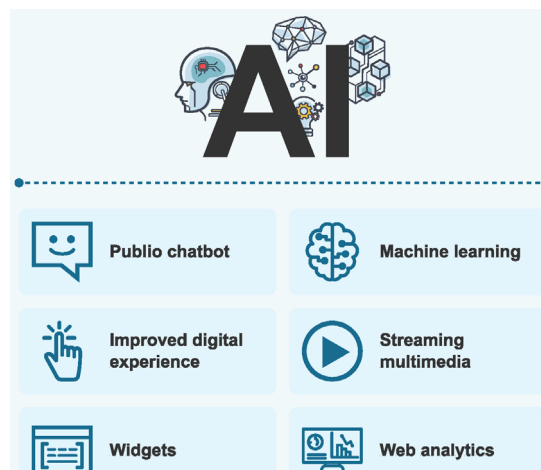 AI
Publio chatbot
Machine learning
Improved digital
experience
Streaming
multimedia
Widgets
Web analytics